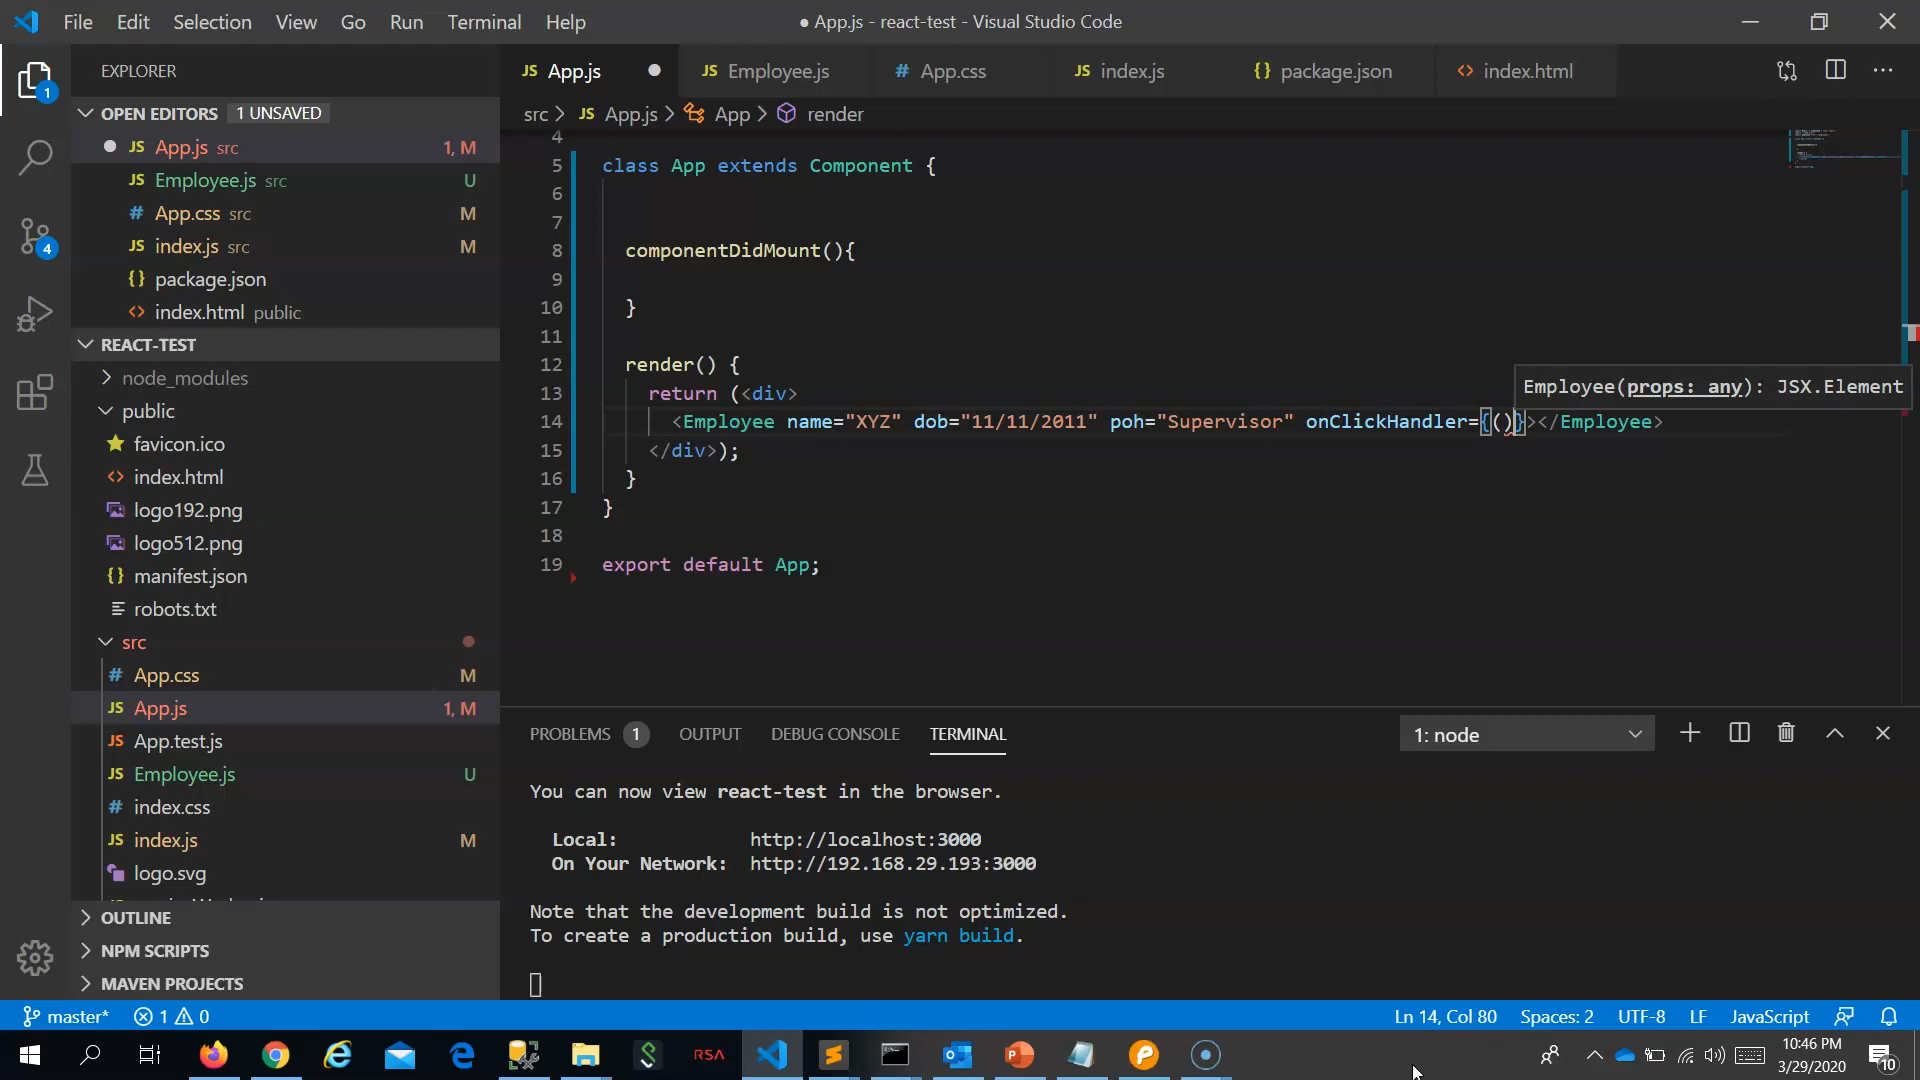 File Edit Selection View Go Run Terminal Help
● App.js - react-test - Visual Studio Code
EXPLORER
OPEN EDITORS 1 UNSAVED
JS App.js src 1, M
JS Employee.js src U
# App.css src M
JS index.js src M
{} package.json
<> index.html public
REACT-TEST
node_modules
public
favicon.ico
<> index.html
logo192.png
logo512.png
{} manifest.json
robots.txt
src
# App.css M
JS App.js 1, M
JS App.test.js
JS Employee.js U
# index.css
JS index.js M
logo.svg
OUTLINE
NPM SCRIPTS
MAVEN PROJECTS
1
4
JS App.js ● JS Employee.js # App.css JS index.js {} package.json <> index.html
src > JS App.js > App > render
4
5 class App extends Component {
6
7
8 componentDidMount(){
9
10 }
11
12 render() {
Employee(props: any): JSX.Element
13 return (<div>
14 <Employee name="XYZ" dob="11/11/2011" poh="Supervisor" onClickHandler={()}></Employee>
15 </div>);
16 }
17 }
18
19 export default App;
PROBLEMS 1 OUTPUT DEBUG CONSOLE TERMINAL 1: node
You can now view react-test in the browser.
Local: http://localhost:3000
On Your Network: http://192.168.29.193:3000
Note that the development build is not optimized.
To create a production build, use yarn build.
master* 1 0 Ln 14, Col 80 Spaces: 2 UTF-8 LF JavaScript
RSA
10:46 PM
3/29/2020
10